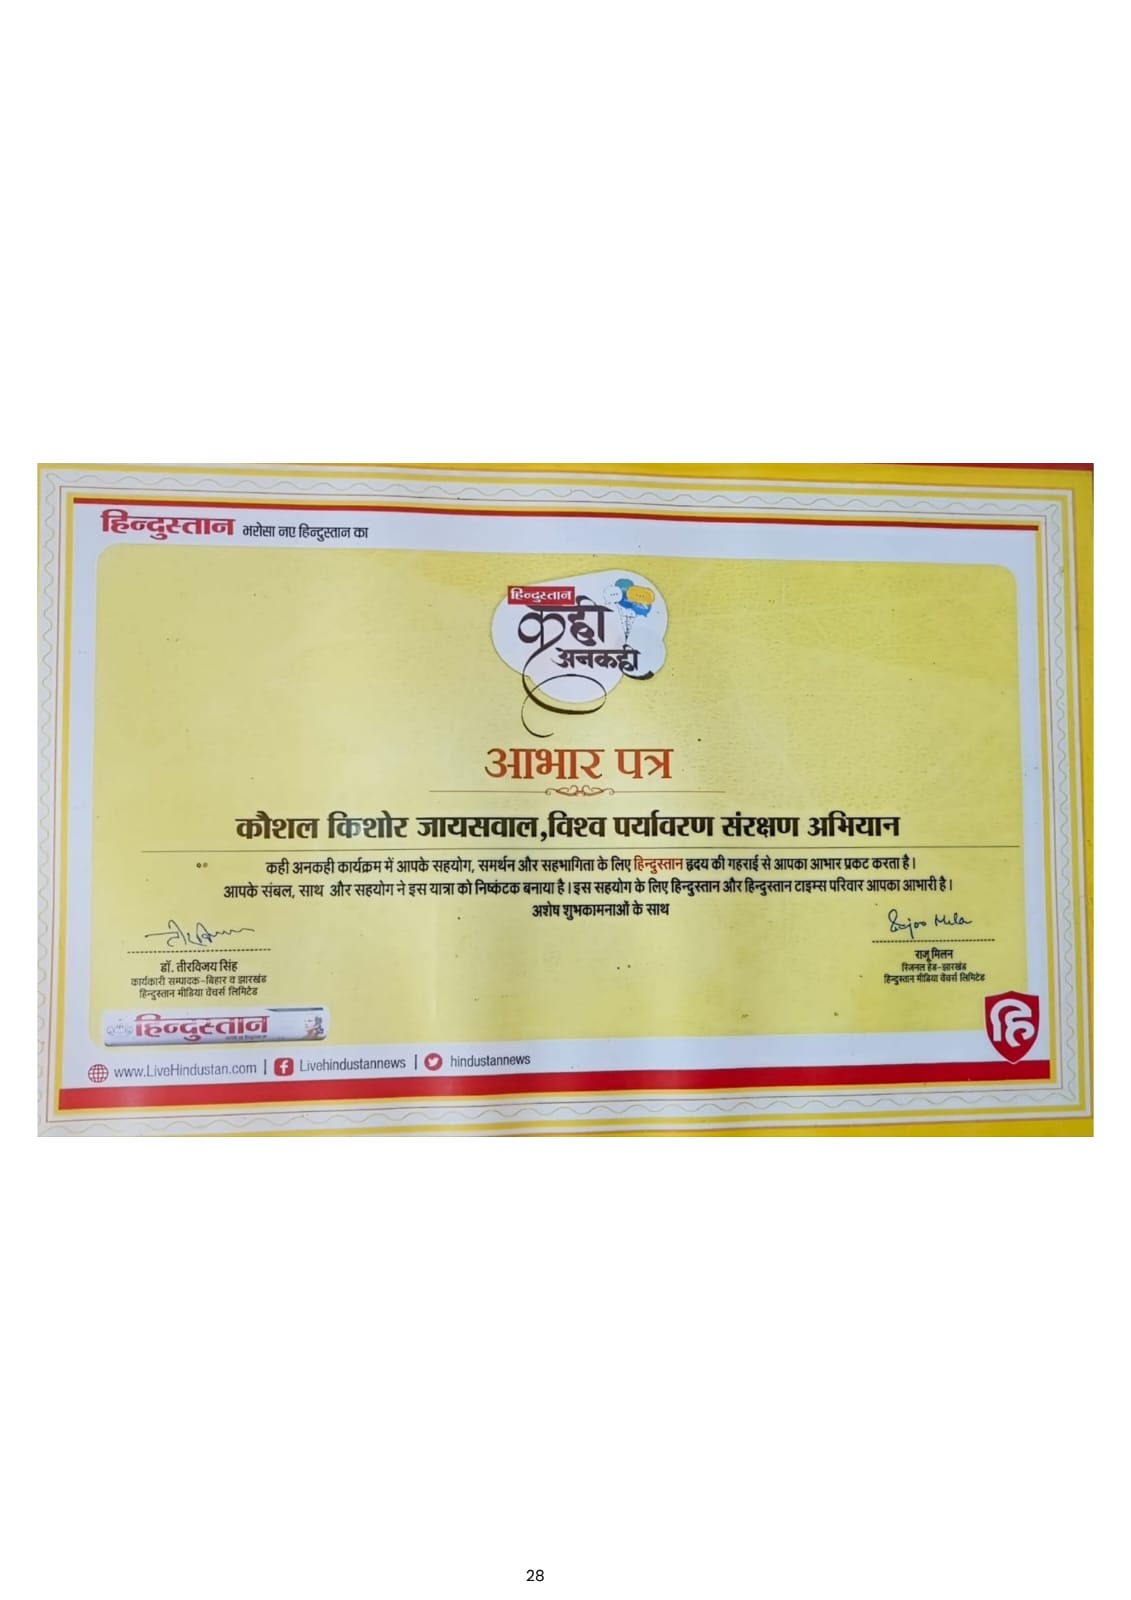 हिन्दुस्तान भरोसा नए हिन्दुस्तान का
हिन्दुस्तान
कही
अनकही
आभार पत्र
कौशल किशोर जायसवाल,विश्व पर्यावरण संरक्षण अभियान
कही अनकही कार्यक्रम में आपके सहयोग, समर्थन और सहभागिता के लिए हिन्दुस्तान हृदय की गहराई से आपका आभार प्रकट करता है।
आपके संबल, साथ और सहयोग ने इस यात्रा को निष्कंटक बनाया है। इस सहयोग के लिए हिन्दुस्तान और हिन्दुस्तान टाइम्स परिवार आपका आभारी है।
अशेष शुभकामनाओं के साथ
डॉ. तीरविजय सिंह
कार्यकारी सम्पादक-बिहार व झारखंड
हिन्दुस्तान मीडिया वेंचर्स लिमिटेड
राजू मिलन
रिजनल हेड-झारखंड
हिन्दुस्तान मीडिया वेंचर्स लिमिटेड
हिन्दुस्तान
हि
www.LiveHindustan.com | Livehindustannews | hindustannews
28